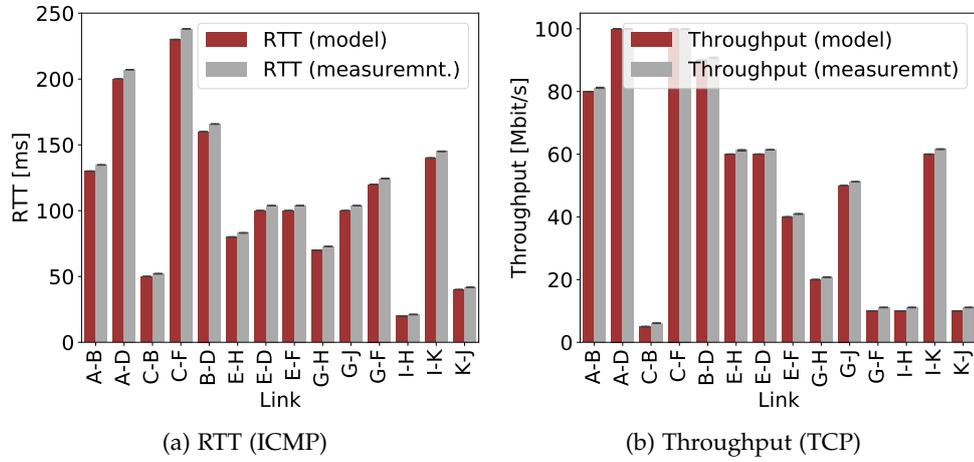 250
200
150
100
50
0
RTT [ms]
RTT (model)
RTT (measuremnt.)
A-B
A-D
C-B
C-F
B-D
E-H
E-D
E-F
G-H
G-J
G-F
I-H
I-K
K-J
Link
(a) RTT (ICMP)
100
80
60
40
20
0
Throughput [Mbit/s]
Throughput (model)
Throughput (measuremnt)
A-B
A-D
C-B
C-F
B-D
E-H
E-D
E-F
G-H
G-J
G-F
I-H
I-K
K-J
Link
(b) Throughput (TCP)